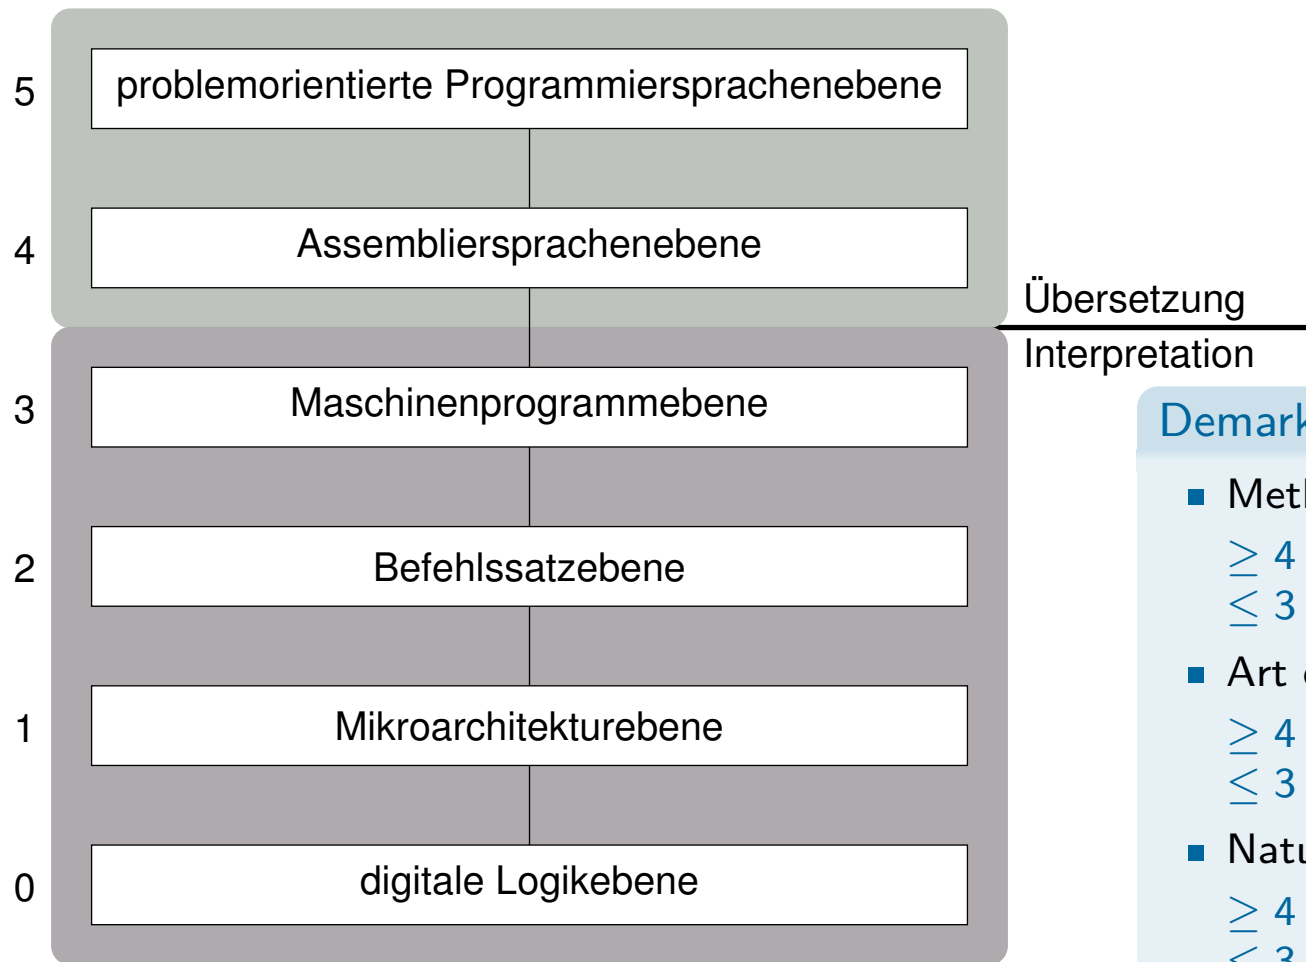 5 problemorientierte Programmiersprachenebene
4 Assembliersprachenebene
Übersetzung
Interpretation
3 Maschinenprogrammebene
2 Befehlssatzebene
1 Mikroarchitekturebene
0 digitale Logikebene
≥ 4
≤ 3
Art
≥ 4
≤ 3
≥ 4
≤ 3